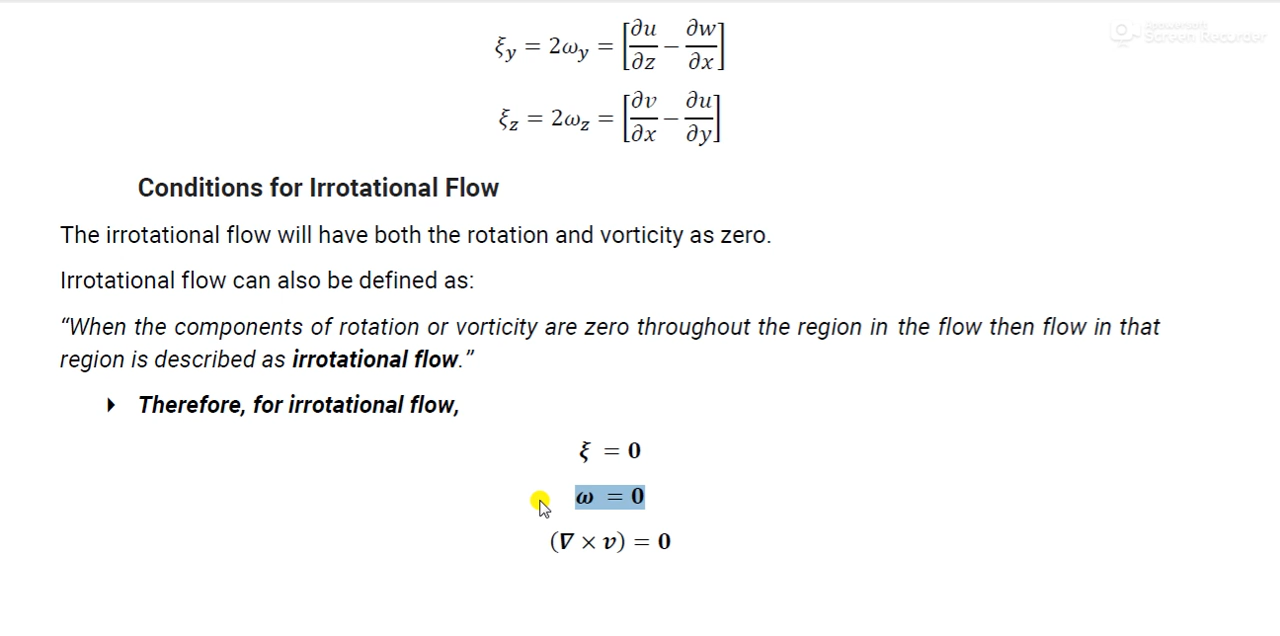 ξy = 2ωy = [∂u/∂z − ∂w/∂x]
Apowersoft
Screen Recorder
ξz = 2ωz = [∂v/∂x − ∂u/∂y]
Conditions for Irrotational Flow
The irrotational flow will have both the rotation and vorticity as zero.
Irrotational flow can also be defined as:
“When the components of rotation or vorticity are zero throughout the region in the flow then flow in that
region is described as irrotational flow.”
Therefore, for irrotational flow,
ξ = 0
ω = 0
(∇ × v) = 0